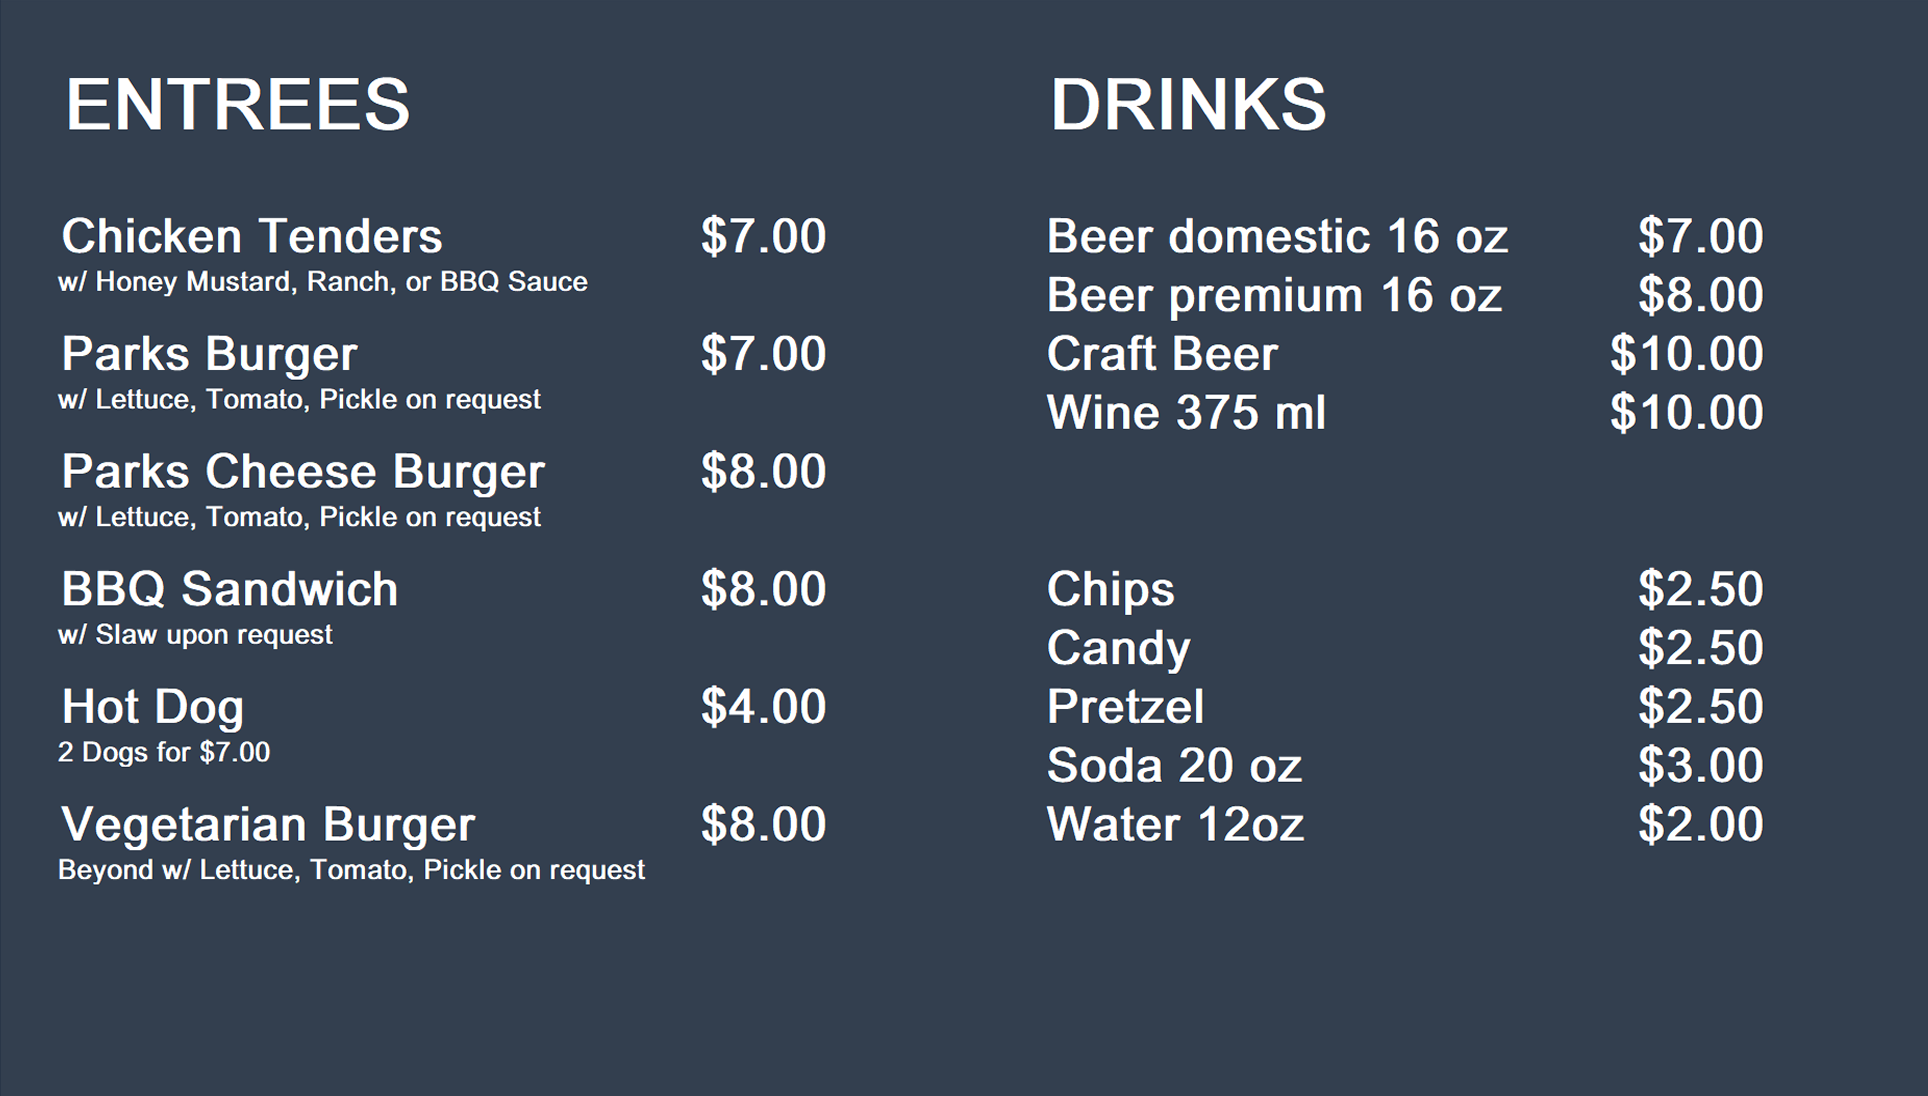 ENTREES
Chicken Tenders $7.00
w/ Honey Mustard, Ranch, or BBQ Sauce
Parks Burger $7.00
w/ Lettuce, Tomato, Pickle on request
Parks Cheese Burger $8.00
w/ Lettuce, Tomato, Pickle on request
BBQ Sandwich $8.00
w/ Slaw upon request
Hot Dog $4.00
2 Dogs for $7.00
Vegetarian Burger $8.00
Beyond w/ Lettuce, Tomato, Pickle on request
DRINKS
Beer domestic 16 oz $7.00
Beer premium 16 oz $8.00
Craft Beer $10.00
Wine 375 ml $10.00
Chips $2.50
Candy $2.50
Pretzel $2.50
Soda 20 oz $3.00
Water 12oz $2.00